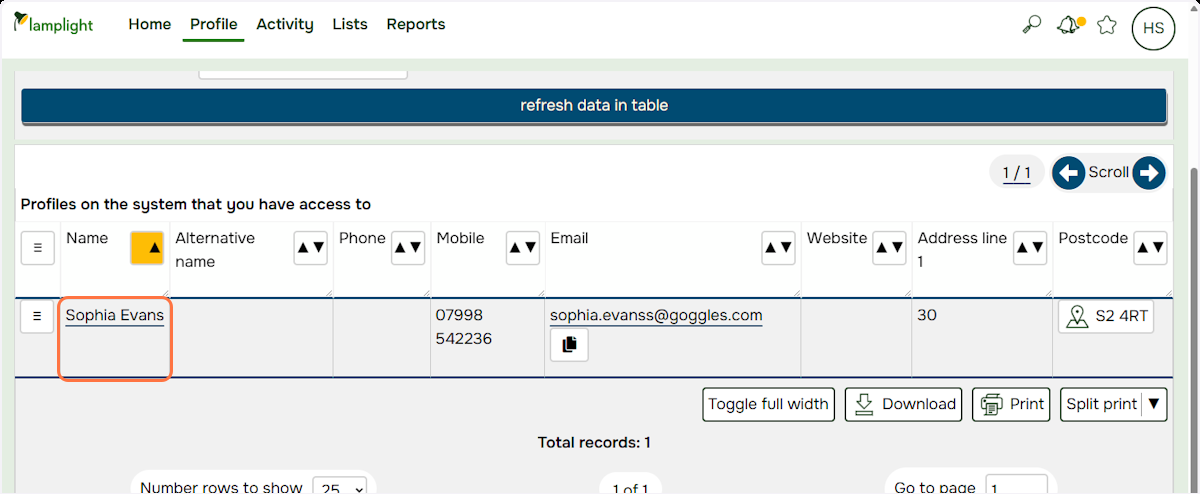 lamplight Home Profile Activity Lists Reports HS
refresh data in table
1 / 1 Scroll
Profiles on the system that you have access to
Name Alternative name Phone Mobile Email Website Address line 1 Postcode
Sophia Evans 07998 542236 sophia.evanss@goggles.com 30 S2 4RT
Toggle full width Download Print Split print
Total records: 1
Number rows to show 25 1 of 1 Go to page 1